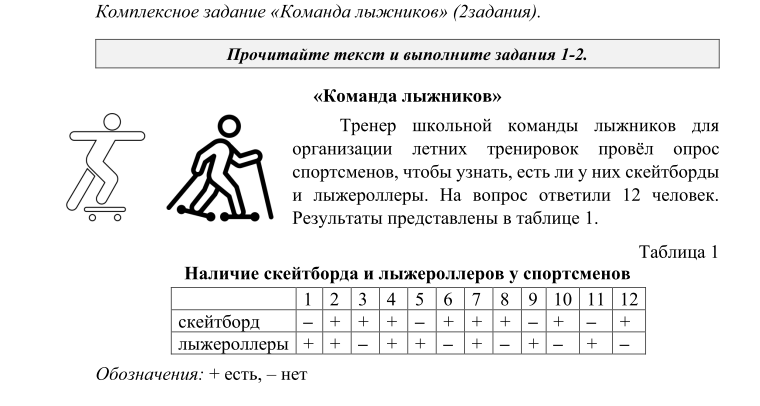 Комплексное задание «Команда лыжников» (2задания).
Прочитайте текст и выполните задания 1-2.
«Команда лыжников»
Тренер школьной команды лыжников для
организации летних тренировок провёл опрос
спортсменов, чтобы узнать, есть ли у них скейтборды
и лыжероллеры. На вопрос ответили 12 человек.
Результаты представлены в таблице 1.
Таблица 1
Наличие скейтборда и лыжероллеров у спортсменов
1 2 3 4 5 6 7 8 9 10 11 12
скейтборд – + + + – + + + – + – +
лыжероллеры + + – + + – + – + – + –
Обозначения: + есть, – нет